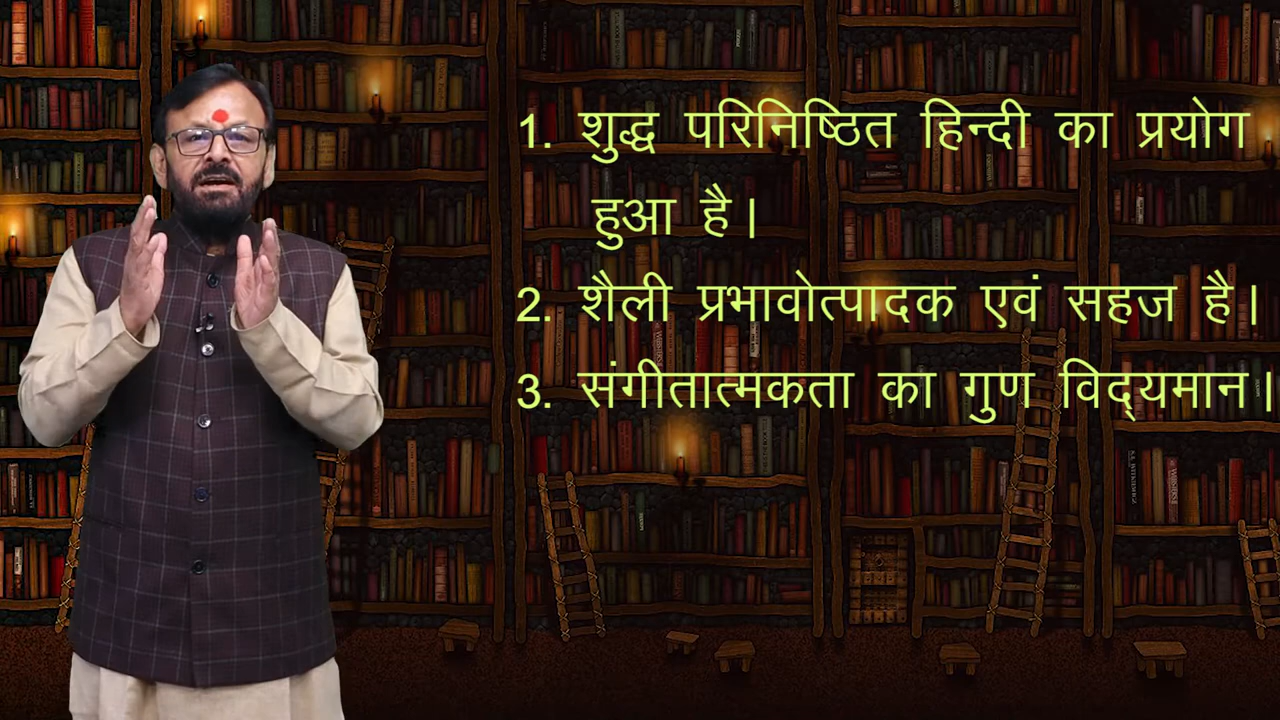 1. शुद्ध परिनिष्ठित हिन्दी का प्रयोग
हुआ है।
2. शैली प्रभावोत्पादक एवं सहज है।
3. संगीतात्मकता का गुण विद्‌यमान।